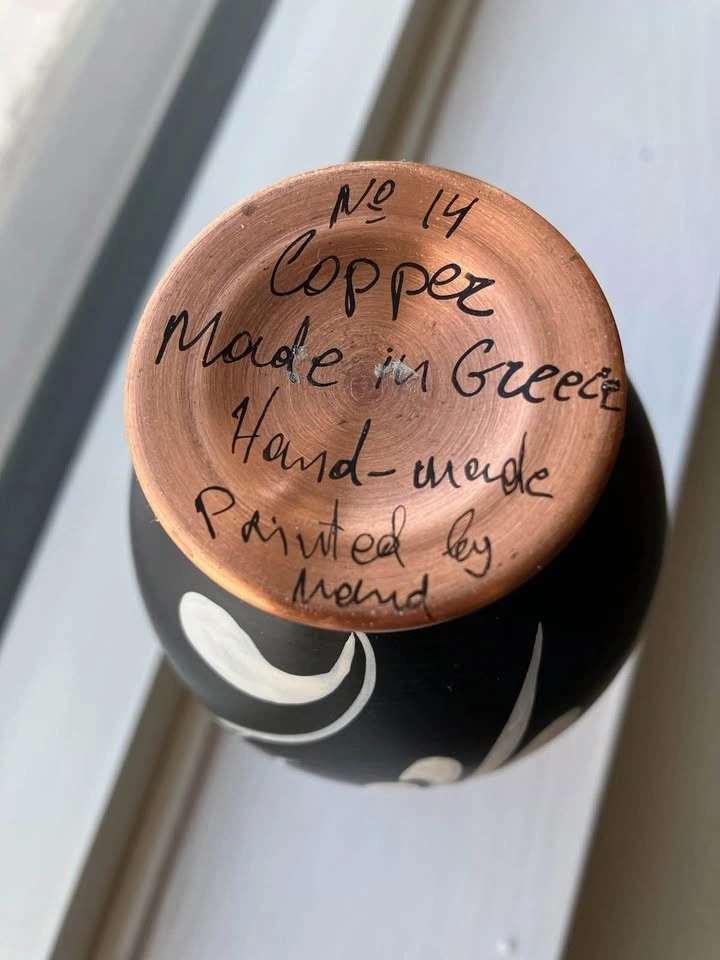 № 14
Copper
Made in Greece
Hand-made
Painted by
hand